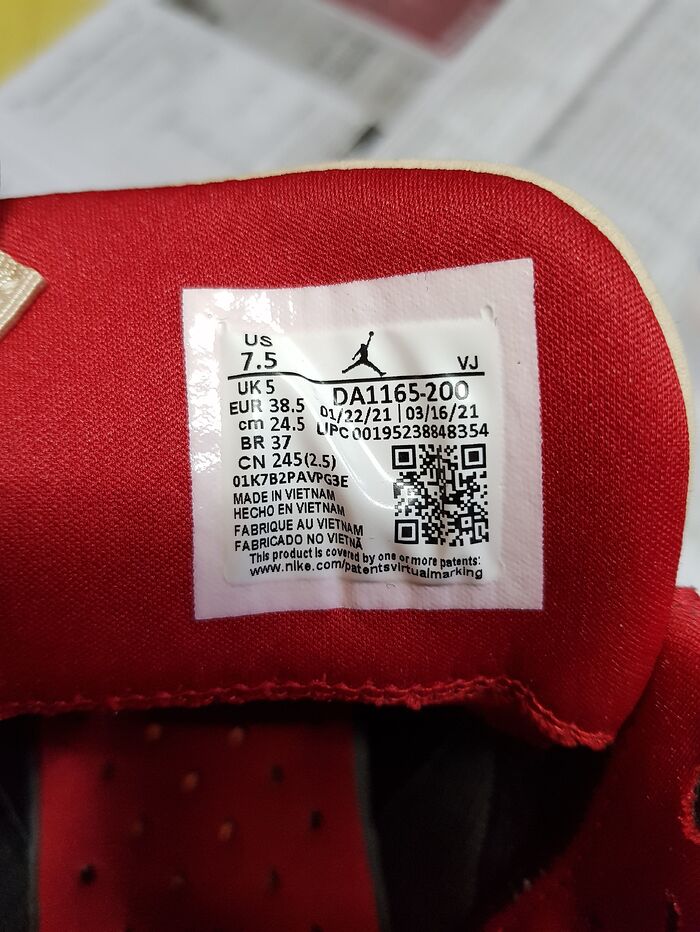 US
7.5
VJ
UK 5
DA1165-200
EUR 38.5
01/22/21 | 03/16/21
cm 24.5
UPC 00195238848354
BR 37
CN 245(2.5)
01K7B2PAVPG3E
MADE IN VIETNAM
HECHO EN VIETNAM
FABRIQUE AU VIETNAM
FABRICADO NO VIETNÃ
This product is covered by one or more patents:
www.nike.com/patentsvirtualmarking